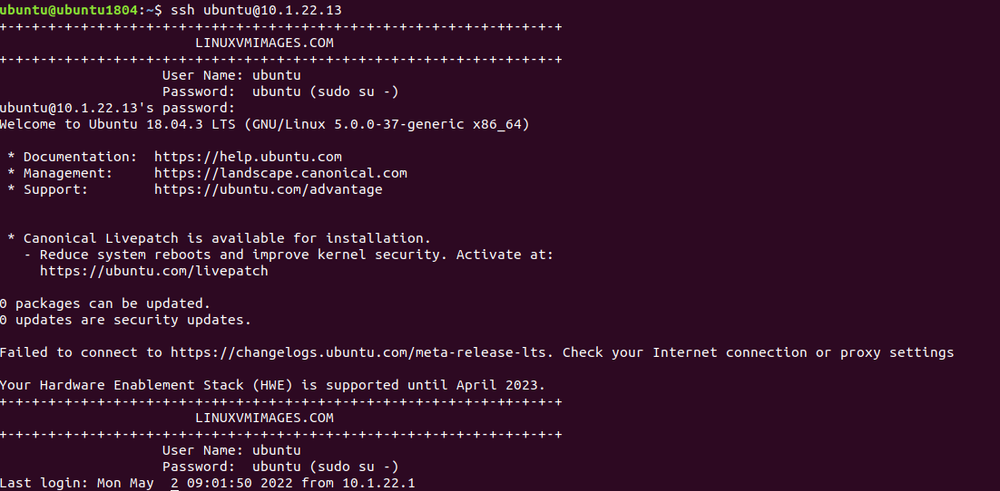 ubuntu@ubuntu1804:~$ ssh ubuntu@10.1.22.13
+-+-+-+-+-+-+-+-+-+-+-+-+-++-+-+-+-+-+-+-+-+-+-+-+-+-+-+-+-+-++-+-+-+
LINUXVMIMAGES.COM
+-+-+-+-+-+-+-+-+-+-+-+-+-+-+-+-+-+-+-+-+-+-+-+-+-+-+-+-+-+-++-+-+-+
User Name: ubuntu
Password:  ubuntu (sudo su -)
ubuntu@10.1.22.13's password:
Welcome to Ubuntu 18.04.3 LTS (GNU/Linux 5.0.0-37-generic x86_64)
 * Documentation:  https://help.ubuntu.com
 * Management:     https://landscape.canonical.com
 * Support:        https://ubuntu.com/advantage
 * Canonical Livepatch is available for installation.
   - Reduce system reboots and improve kernel security. Activate at:
     https://ubuntu.com/livepatch
0 packages can be updated.
0 updates are security updates.
Failed to connect to https://changelogs.ubuntu.com/meta-release-lts. Check your Internet connection or proxy settings
Your Hardware Enablement Stack (HWE) is supported until April 2023.
+-+-+-+-+-+-+-+-+-+-+-+-+-++-+-+-+-+-+-+-+-+-+-+-+-+-+-+-+-+-++-+-+-+
LINUXVMIMAGES.COM
+-+-+-+-+-+-+-+-+-+-+-+-+-+-+-+-+-+-+-+-+-+-+-+-+-+-+-+-+-+-++-+-+-+
User Name: ubuntu
Password:  ubuntu (sudo su -)
Last login: Mon May  2 09:01:50 2022 from 10.1.22.1